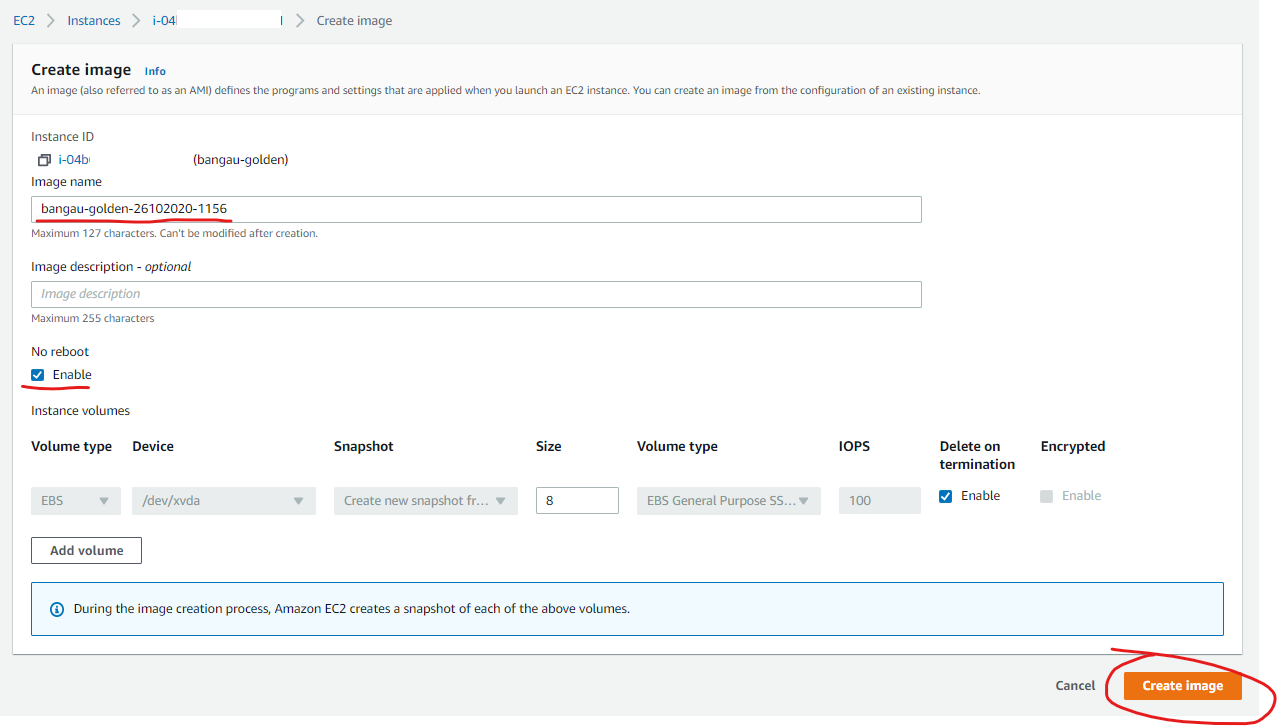 EC2 > Instances > i-04 > Create image
Create image Info
An image (also referred to as an AMI) defines the programs and settings that are applied when you launch an EC2 instance. You can create an image from the configuration of an existing instance.
Instance ID
i-04b (bangau-golden)
Image name
bangau-golden-26102020-1156
Maximum 127 characters. Can't be modified after creation.
Image description - optional
Image description
Maximum 255 characters
No reboot
Enable
Instance volumes
Volume type Device Snapshot Size Volume type IOPS Delete on termination Encrypted
EBS /dev/xvda Create new snapshot fr... 8 EBS General Purpose SS... 100 Enable Enable
Add volume
During the image creation process, Amazon EC2 creates a snapshot of each of the above volumes.
Cancel Create image